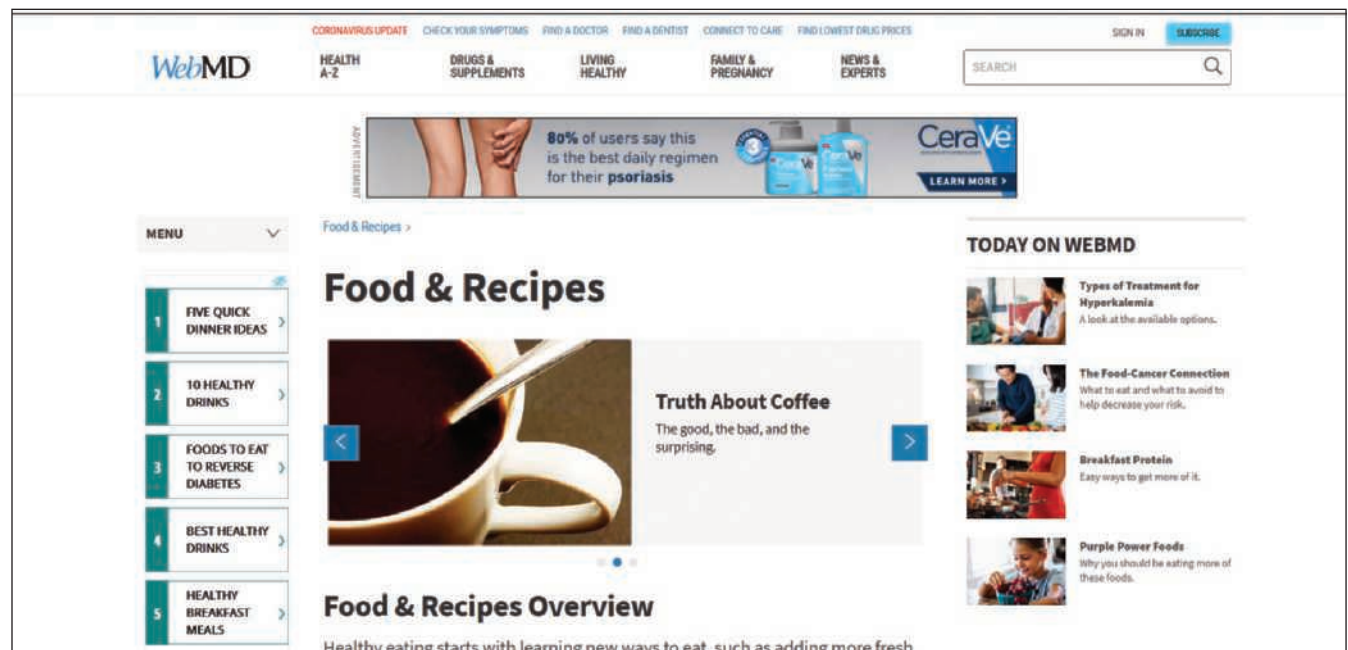 CORONAVIRUS UPDATE CHECK YOUR SYMPTOMS FIND A DOCTOR FIND A DENTIST CONNECT TO CARE FIND LOWEST DRUG PRICES
SIGN IN SUBSCRIBE
WebMD
HEALTH
A-Z
DRUGS &
SUPPLEMENTS
LIVING
HEALTHY
FAMILY &
PREGNANCY
NEWS &
EXPERTS
SEARCH
ADVERTISEMENT
80% of users say this
is the best daily regimen
for their psoriasis
3
CeraVe
LEARN MORE >
MENU
1
FIVE QUICK
DINNER IDEAS
2
10 HEALTHY
DRINKS
3
FOODS TO EAT
TO REVERSE
DIABETES
4
BEST HEALTHY
DRINKS
5
HEALTHY
BREAKFAST
MEALS
Food & Recipes >
Food & Recipes
Truth About Coffee
The good, the bad, and the
surprising.
Food & Recipes Overview
Healthy eating starts with learning new ways to eat, such as adding more fresh
TODAY ON WEBMD
Types of Treatment for
Hyperkalemia
A look at the available options.
The Food-Cancer Connection
What to eat and what to avoid to
help decrease your risk.
Breakfast Protein
Easy ways to get more of it.
Purple Power Foods
Why you should be eating more of
these foods.